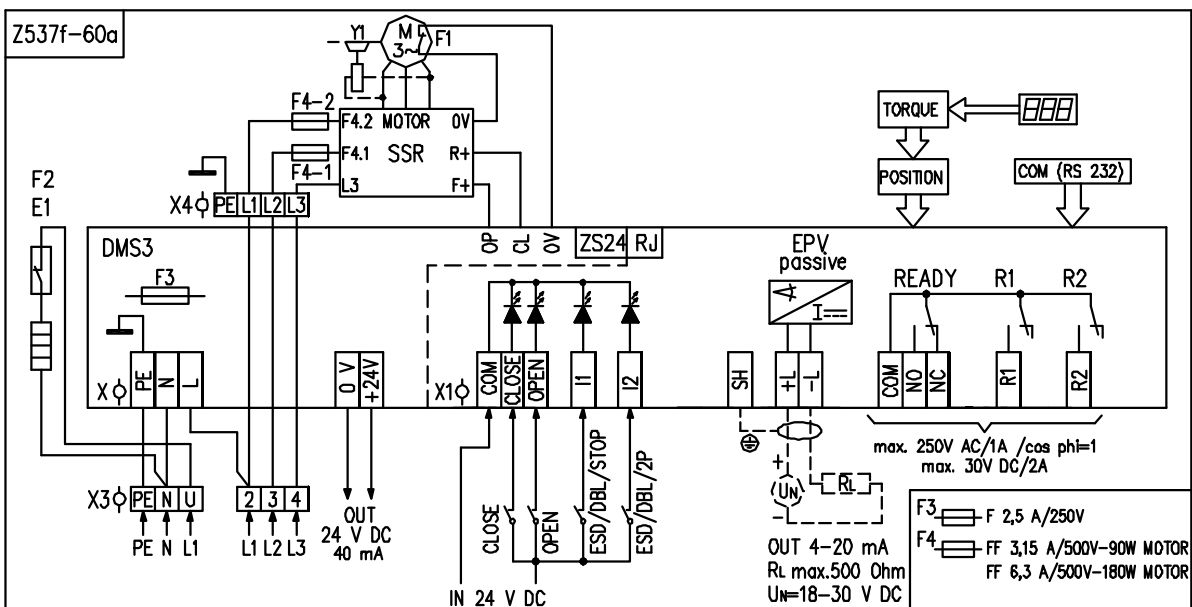 Z537f-60a
Y1
M
3~
F1
F4-2
F4.2 MOTOR 0V
F4.1 SSR R+
F4-1
L3 F+
TORQUE
POSITION
COM (RS 232)
F2
E1
X4 PE L1 L2 L3
DMS3
F3
OP CL 0V
ZS24 RJ
EPV
passive
I
READY R1 R2
X PE N L
0 V +24V
X1 COM CLOSE OPEN I1 I2
SH +L -L
COM NO NC R1 R2
max. 250V AC/1A /cos phi=1
max. 30V DC/2A
X3 PE N U 2 3 4
PE N L1 L1 L2 L3
OUT
24 V DC
40 mA
CLOSE OPEN ESD/DBL/STOP ESD/DBL/2P
IN 24 V DC
+
UN
-
RL
OUT 4-20 mA
RL max.500 Ohm
UN=18-30 V DC
F3 F 2,5 A/250V
F4 FF 3,15 A/500V-90W MOTOR
FF 6,3 A/500V-180W MOTOR